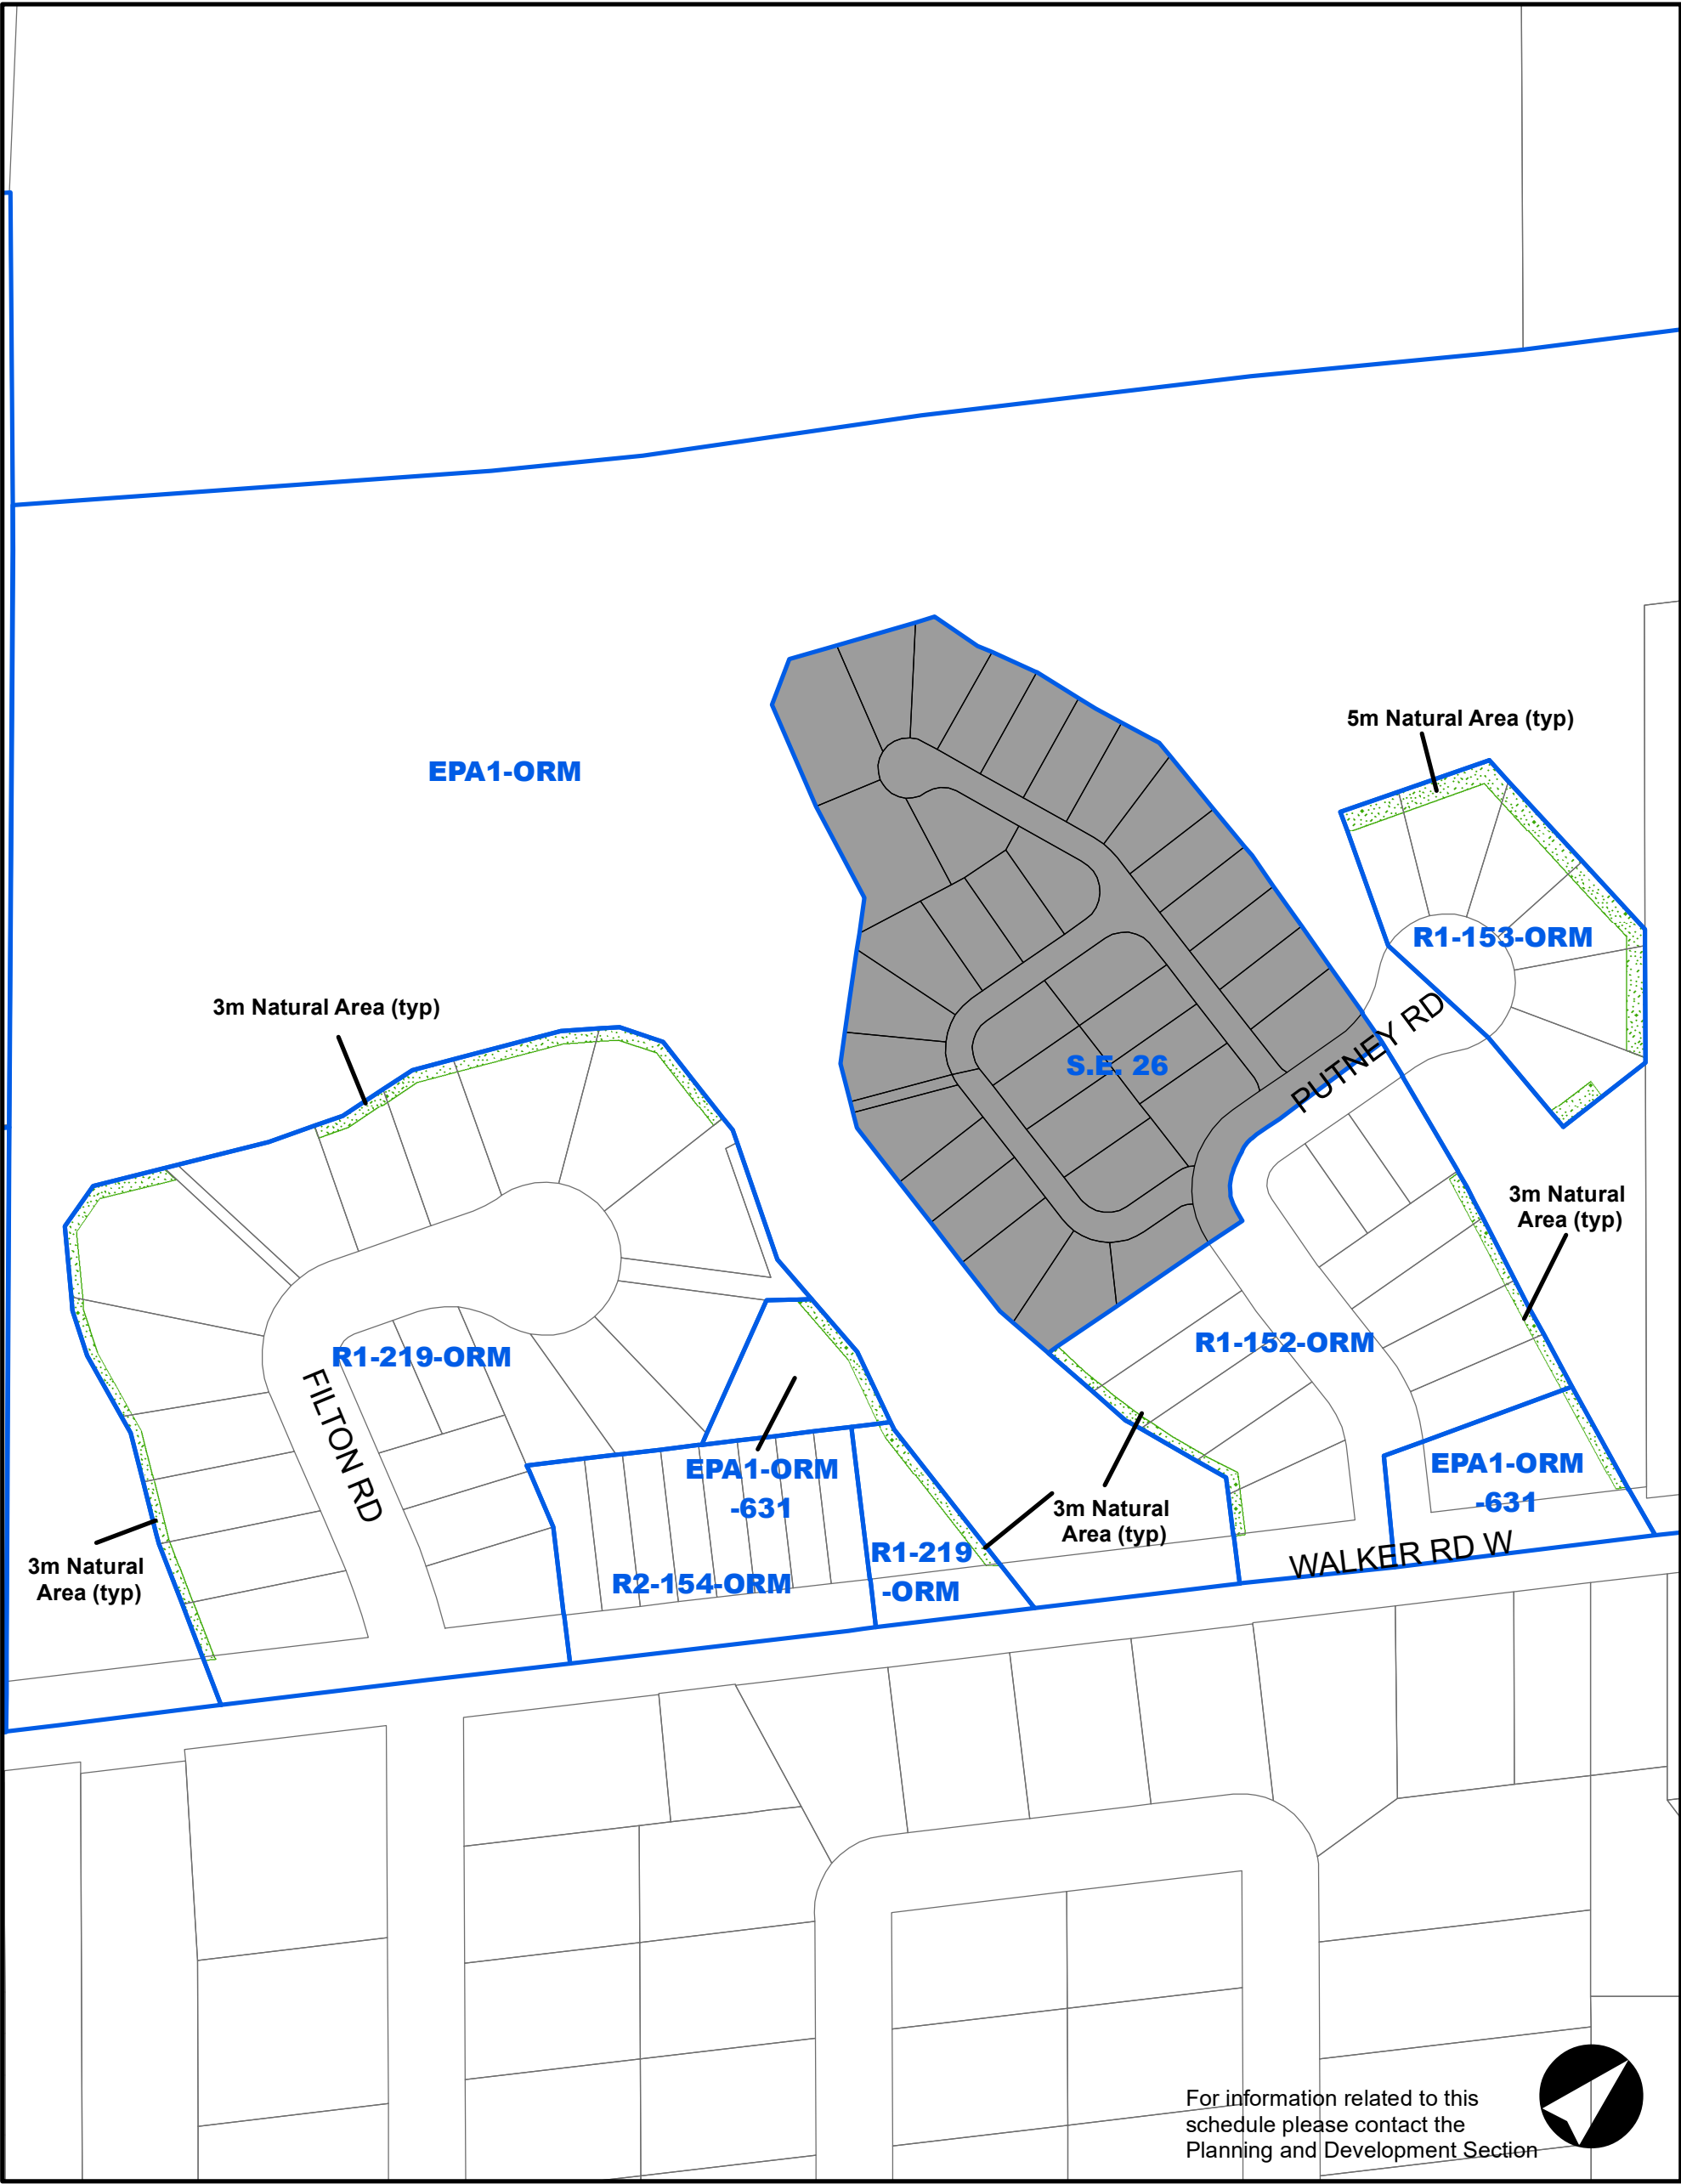 5m Natural Area (typ)
EPA1-ORM
R1-153-ORM
3m Natural Area (typ)
PUTNEY RD
S.E. 26
3m Natural
Area (typ)
R1-152-ORM
R1-219-ORM
FILTON RD
EPA1-ORM
-631
EPA1-ORM
-631
3m Natural
Area (typ)
WALKER RD W
R1-219
-ORM
3m Natural
Area (typ)
R2-154-ORM
For information related to this
schedule please contact the
Planning and Development Section